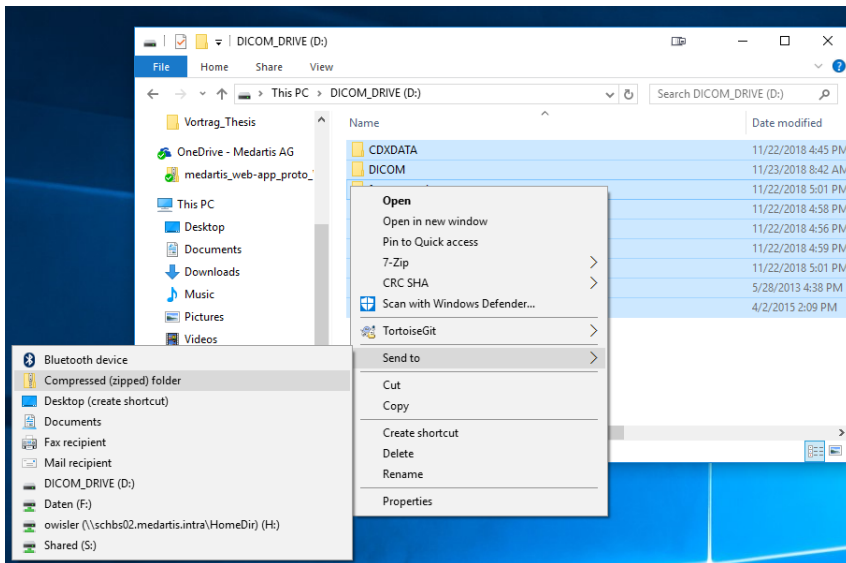 DICOM_DRIVE (D:)
File Home Share View
This PC > DICOM_DRIVE (D:)
Search DICOM_DRIVE (D:)
Vortrag_Thesis
OneDrive - Medartis AG
medartis_web-app_proto_
This PC
Desktop
Documents
Downloads
Music
Pictures
Videos
Name Date modified
CDXDATA 11/22/2018 4:45 PM
DICOM 11/23/2018 8:42 AM
11/22/2018 5:01 PM
11/22/2018 4:58 PM
11/22/2018 4:56 PM
11/22/2018 4:59 PM
11/22/2018 5:01 PM
5/28/2013 4:38 PM
4/2/2015 2:09 PM
Open
Open in new window
Pin to Quick access
7-Zip
CRC SHA
Scan with Windows Defender...
TortoiseGit
Send to
Cut
Copy
Create shortcut
Delete
Rename
Properties
Bluetooth device
Compressed (zipped) folder
Desktop (create shortcut)
Documents
Fax recipient
Mail recipient
DICOM_DRIVE (D:)
Daten (F:)
owisler (\\schbs02.medartis.intra\HomeDir) (H:)
Shared (S:)